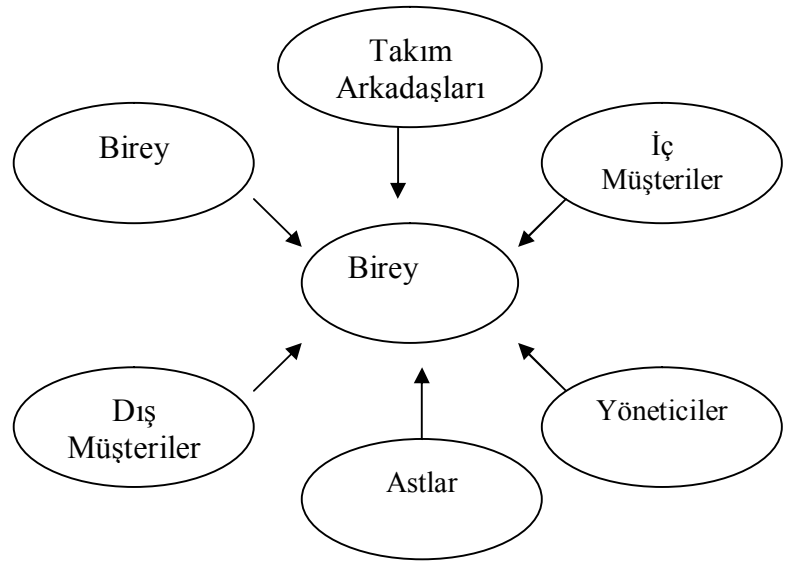 Takım
Arkadaşları
Birey
İç
Müşteriler
Birey
Dış
Müşteriler
Yöneticiler
Astlar